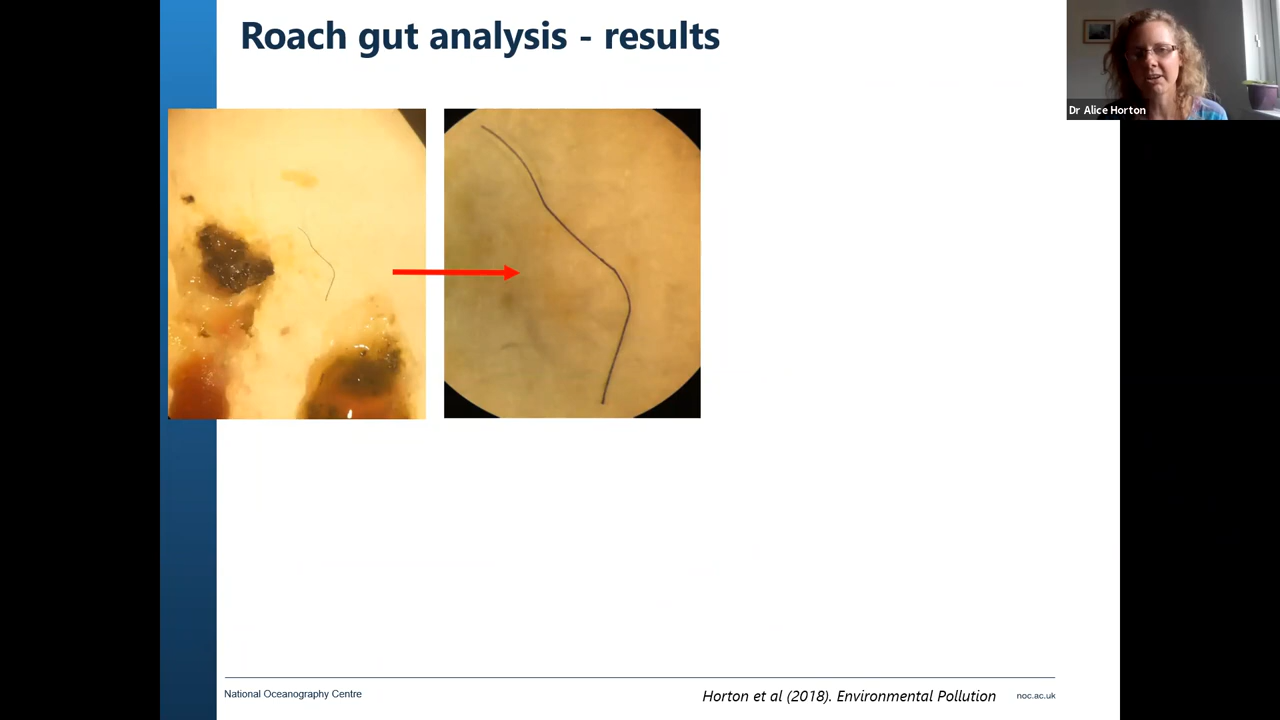 Roach gut analysis - results
Dr Alice Horton
National Oceanography Centre
Horton et al (2018). Environmental Pollution
noc.ac.uk